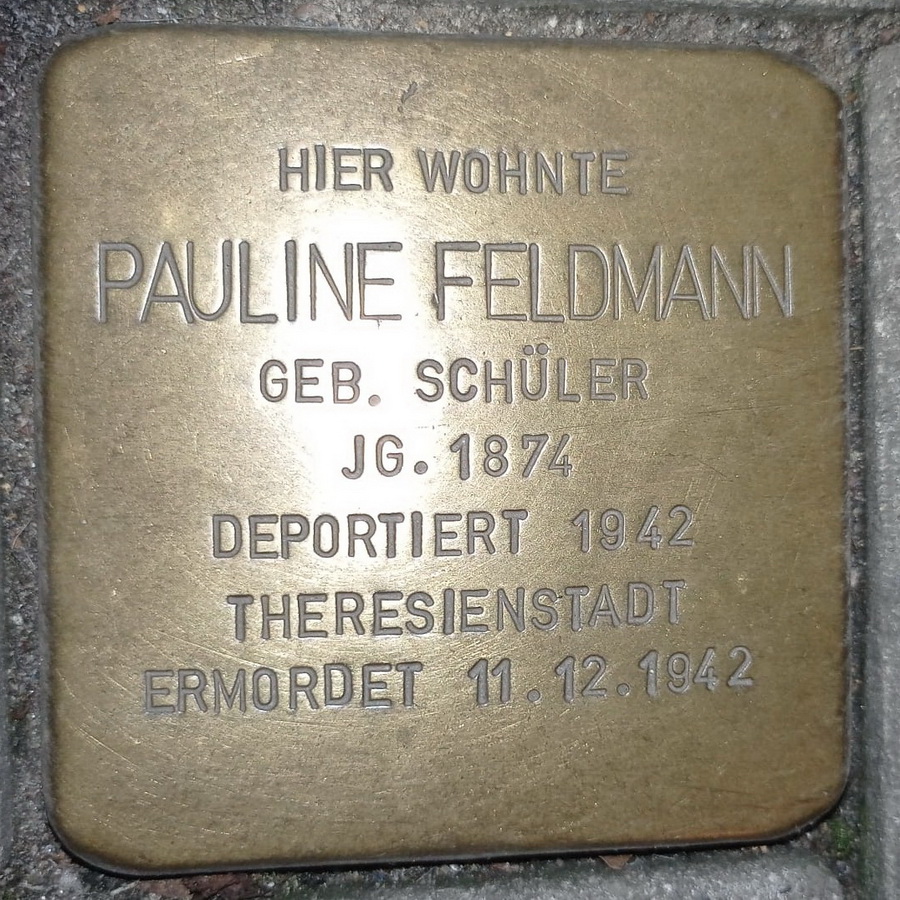 HIER WOHNTE
PAULINE FELDMANN
GEB. SCHÜLER
JG. 1874
DEPORTIERT 1942
THERESIENSTADT
ERMORDET 11.12.1942